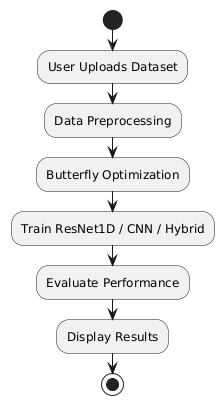 User Uploads Dataset
Data Preprocessing
Butterfly Optimization
Train ResNet1D / CNN / Hybrid
Evaluate Performance
Display Results